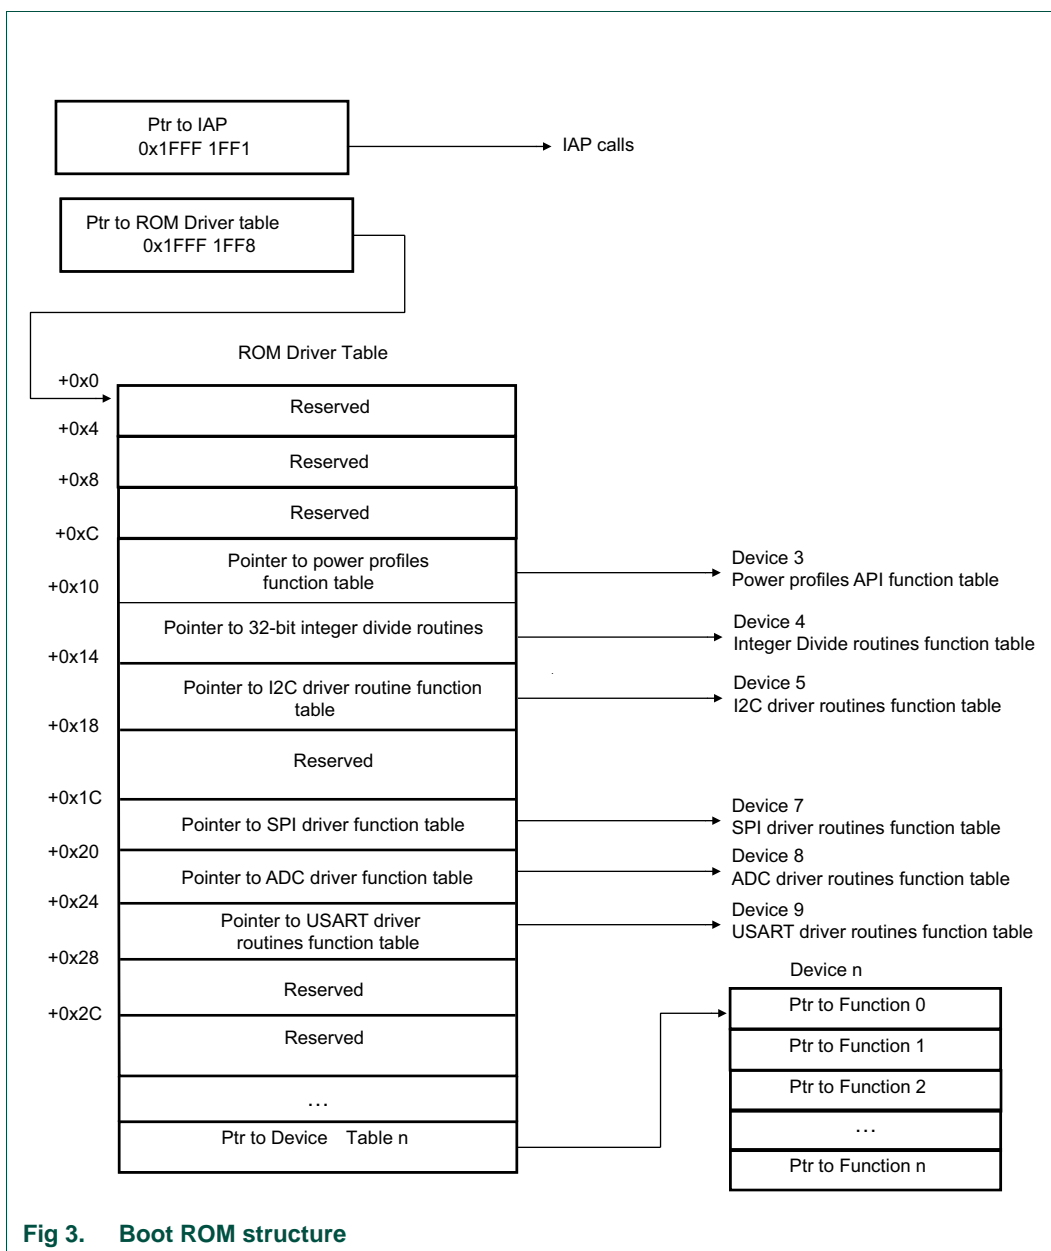 Ptr to IAP
0x1FFF 1FF1
IAP calls
Ptr to ROM Driver table
0x1FFF 1FF8
ROM Driver Table
+0x0
Reserved
+0x4
Reserved
+0x8
Reserved
+0xC
Pointer to power profiles
function table
Device 3
Power profiles API function table
+0x10
Pointer to 32-bit integer divide routines
Device 4
Integer Divide routines function table
+0x14
Pointer to I2C driver routine function
table
Device 5
I2C driver routines function table
+0x18
Reserved
+0x1C
Pointer to SPI driver function table
Device 7
SPI driver routines function table
+0x20
Pointer to ADC driver function table
Device 8
ADC driver routines function table
+0x24
Pointer to USART driver
routines function table
Device 9
USART driver routines function table
+0x28
Reserved
+0x2C
Reserved
…
Ptr to Device Table n
Device n
Ptr to Function 0
Ptr to Function 1
Ptr to Function 2
…
Ptr to Function n
Fig 3. Boot ROM structure